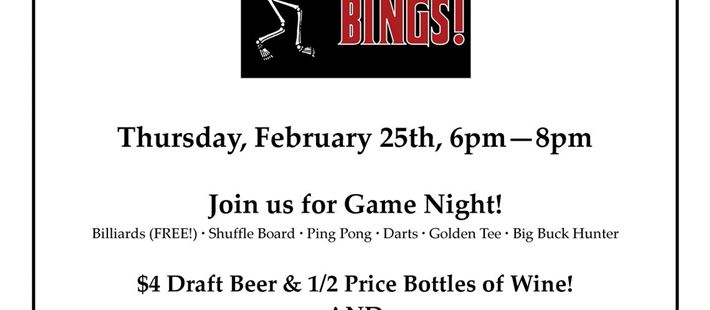 BINGS!
Thursday, February 25th, 6pm—8pm
Join us for Game Night!
Billiards (FREE!) · Shuffle Board · Ping Pong · Darts · Golden Tee · Big Buck Hunter
$4 Draft Beer & 1/2 Price Bottles of Wine!
AND